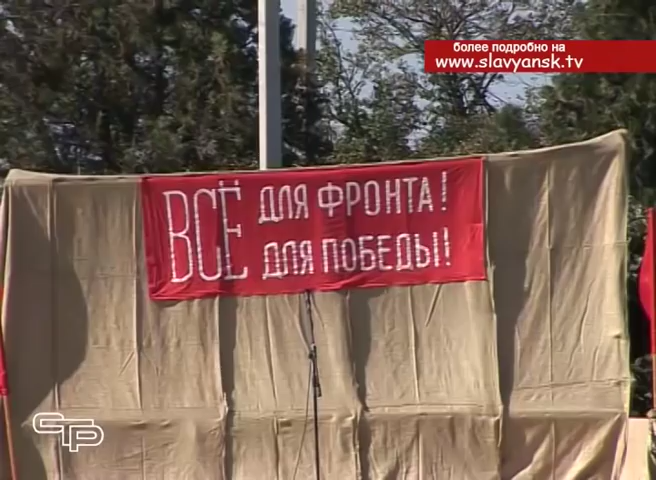 более подробно на
www.slavyansk.tv
ВСЁ ДЛЯ ФРОНТА!
ДЛЯ ПОБЕДЫ!
СТР